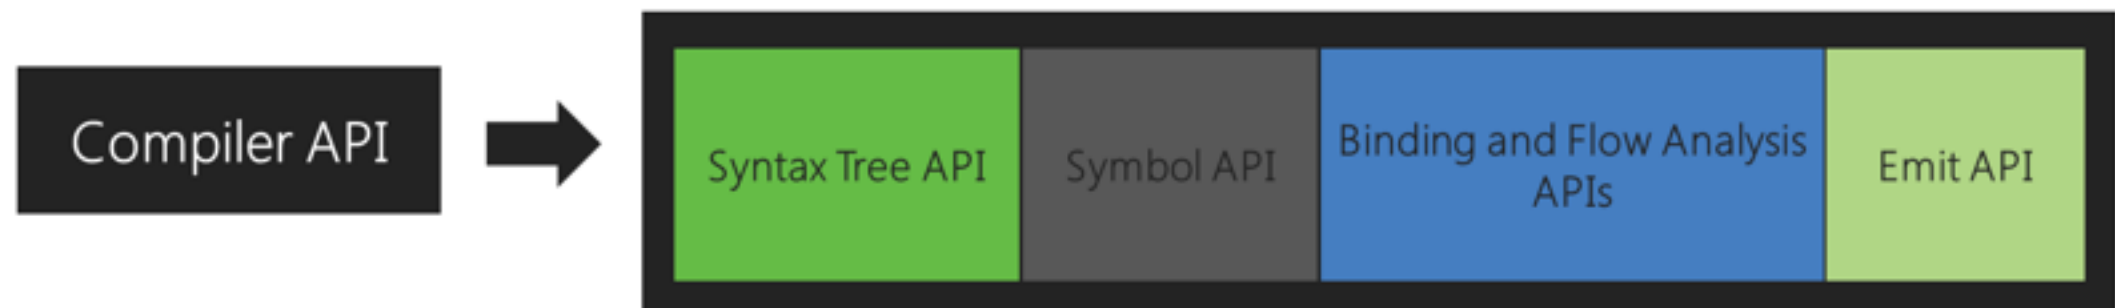 Compiler API
Syntax Tree API
Symbol API
Binding and Flow Analysis
APIs
Emit API